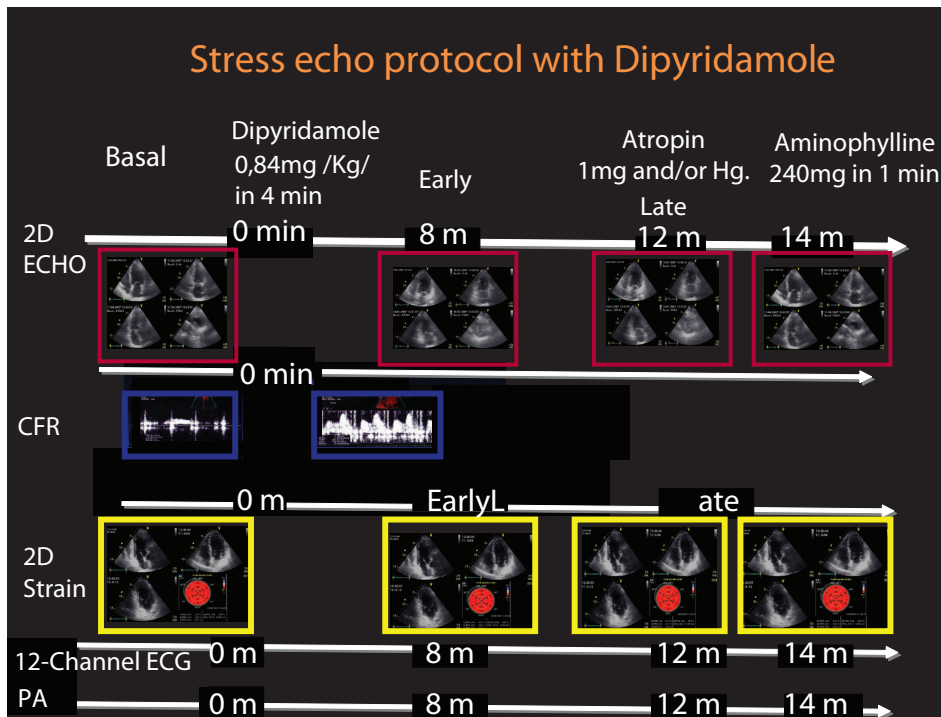 Stress echo protocol with Dipyridamole
Basal
Dipyridamole
0,84mg /Kg/
in 4 min
Early
Atropin
1mg and/or Hg.
Late
Aminophylline
240mg in 1 min
2D
ECHO
0 min
8 m
12 m
14 m
0 min
CFR
0 m
EarlyL
ate
2D
Strain
12-Channel ECG
0 m
8 m
12 m
14 m
PA
0 m
8 m
12 m
14 m